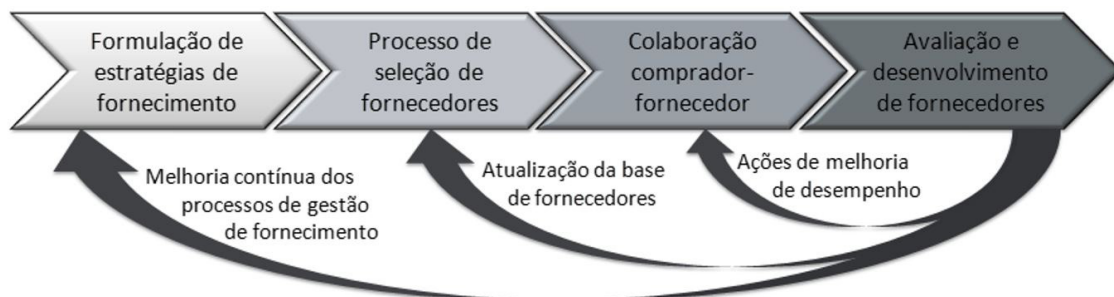 Formulação de
estratégias de
fornecimento
Processo de
seleção de
fornecedores
Colaboração
comprador-
fornecedor
Avaliação e
desenvolvimento
de fornecedores
Melhoria contínua dos
processos de gestão
de fornecimento
Atualização da base
de fornecedores
Ações de melhoria
de desempenho